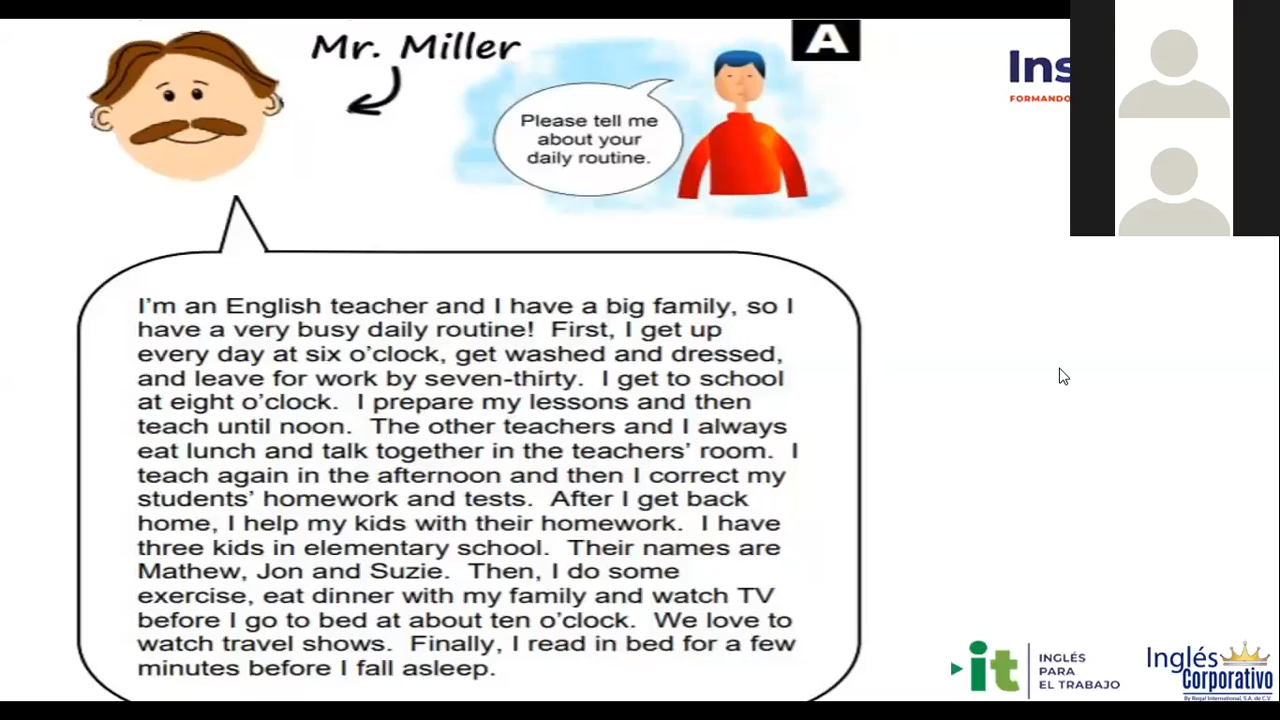 Mr. Miller
A
Please tell me
about your
daily routine.
Ins
FORMANDO
I'm an English teacher and I have a big family, so I
have a very busy daily routine!  First, I get up
every day at six o'clock, get washed and dressed,
and leave for work by seven-thirty.  I get to school
at eight o'clock.  I prepare my lessons and then
teach until noon.  The other teachers and I always
eat lunch and talk together in the teachers' room.  I
teach again in the afternoon and then I correct my
students' homework and tests.  After I get back
home, I help my kids with their homework.  I have
three kids in elementary school.  Their names are
Mathew, Jon and Suzie.  Then, I do some
exercise, eat dinner with my family and watch TV
before I go to bed at about ten o'clock.  We love to
watch travel shows.  Finally, I read in bed for a few
minutes before I fall asleep.
it
INGLÉS
PARA
EL TRABAJO
Inglés
Corporativo
By Regal International, S.A. de C.V.